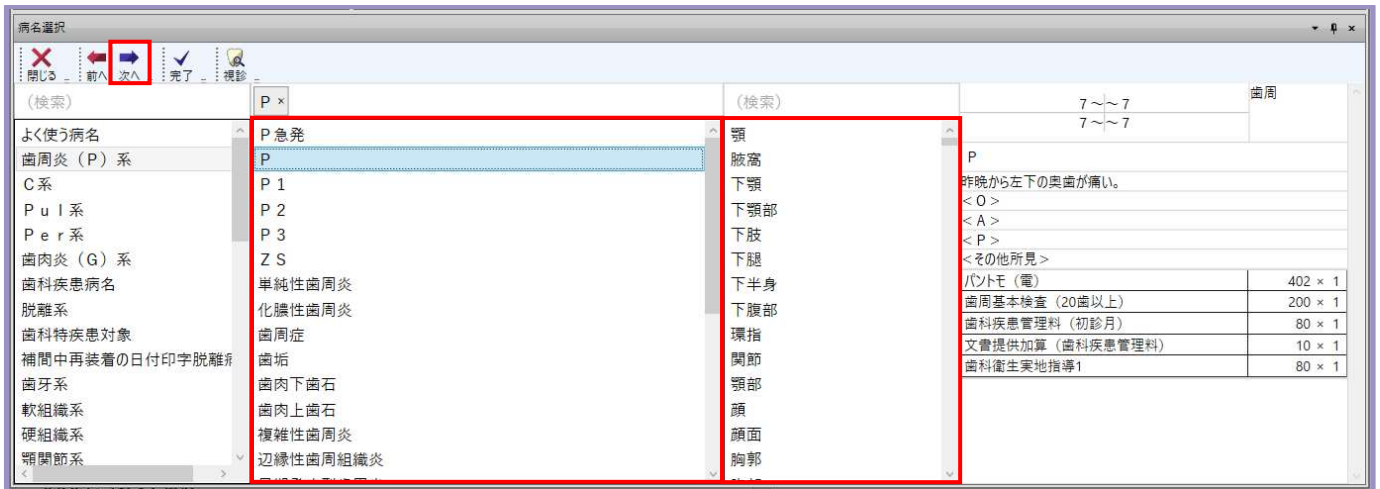 病名選択
閉じる 前へ 次へ 完了 視診
(検索)
P ×
(検索)
7～～7
7～～7
歯周
よく使う病名
歯周炎（P）系
C系
Pul系
Per系
歯肉炎（G）系
歯科疾患病名
脱離系
歯科特疾患対象
補間中再装着の日付印字脱離
歯牙系
軟組織系
硬組織系
顎関節系
P急発
P
P1
P2
P3
ZS
単純性歯周炎
化膿性歯周炎
歯周症
歯垢
歯肉下歯石
歯肉上歯石
複雑性歯周炎
辺縁性歯周組織炎
顎
腋窩
下顎
下顎部
下肢
下腿
下半身
下腹部
環指
関節
顎部
顔
顔面
胸郭
P
昨晩から左下の奥歯が痛い。
<O>
<A>
<P>
<その他所見>
パントモ（電） 402 × 1
歯周基本検査（20歯以上） 200 × 1
歯科疾患管理料（初診月） 80 × 1
文書提供加算（歯科疾患管理料） 10 × 1
歯科衛生実地指導1 80 × 1